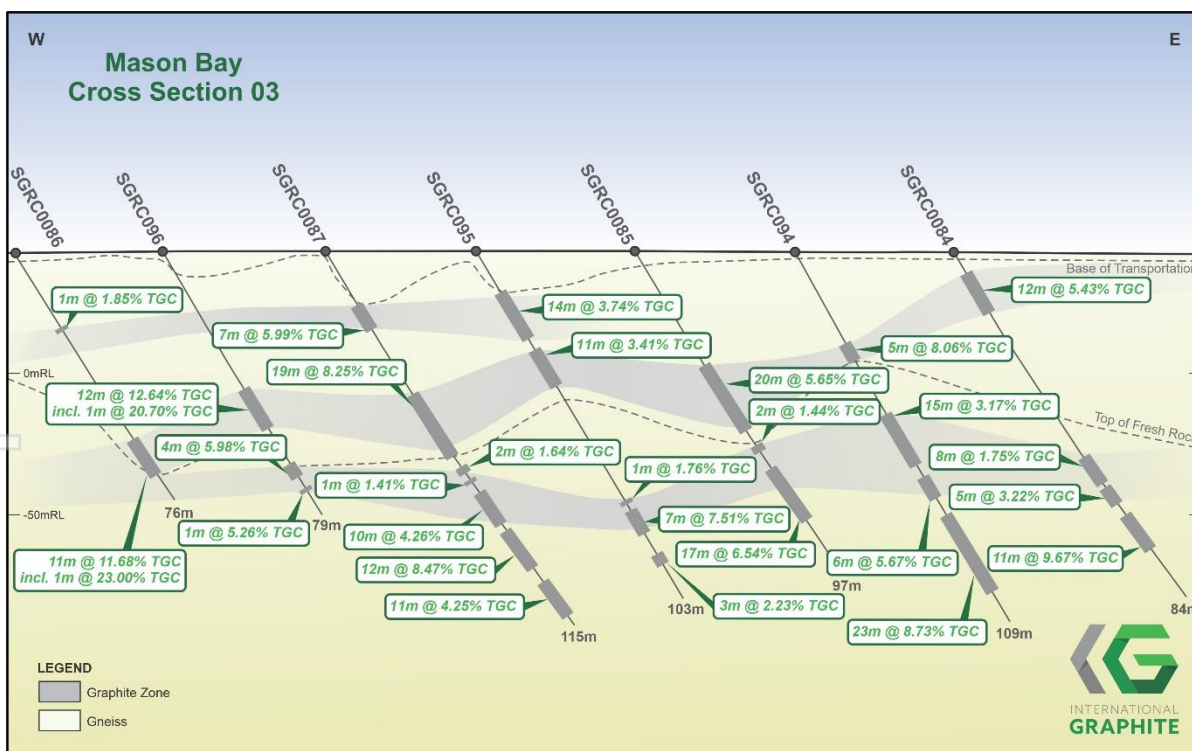 W
E
Mason Bay
Cross Section 03
SGRC0086
SGRC096
SGRC0087
SGRC095
SGRC0085
SGRC094
SGRC0084
Base of Transportation
1m @ 1.85% TGC
7m @ 5.99% TGC
14m @ 3.74% TGC
12m @ 5.43% TGC
11m @ 3.41% TGC
5m @ 8.06% TGC
0mRL
19m @ 8.25% TGC
20m @ 5.65% TGC
12m @ 12.64% TGC
incl. 1m @ 20.70% TGC
2m @ 1.44% TGC
15m @ 3.17% TGC
Top of Fresh Rock
4m @ 5.98% TGC
2m @ 1.64% TGC
8m @ 1.75% TGC
1m @ 1.76% TGC
1m @ 1.41% TGC
5m @ 3.22% TGC
-50mRL
76m
79m
1m @ 5.26% TGC
10m @ 4.26% TGC
7m @ 7.51% TGC
17m @ 6.54% TGC
6m @ 5.67% TGC
11m @ 9.67% TGC
11m @ 11.68% TGC
incl. 1m @ 23.00% TGC
12m @ 8.47% TGC
97m
11m @ 4.25% TGC
103m
3m @ 2.23% TGC
84m
115m
23m @ 8.73% TGC
109m
LEGEND
Graphite Zone
Gneiss
INTERNATIONAL
GRAPHITE